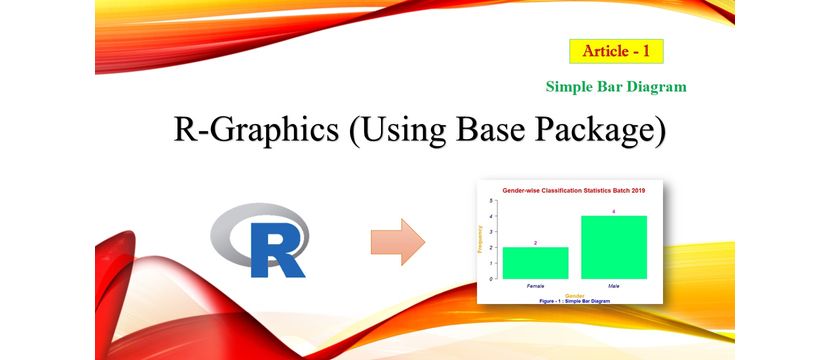 Article - 1
Simple Bar Diagram
R-Graphics (Using Base Package)
R
Gender-wise Classification Statistics Batch 2019
5
4
3
2
1
0
Frequency
2
4
Female Male
Gender
Figure - 1 : Simple Bar Diagram